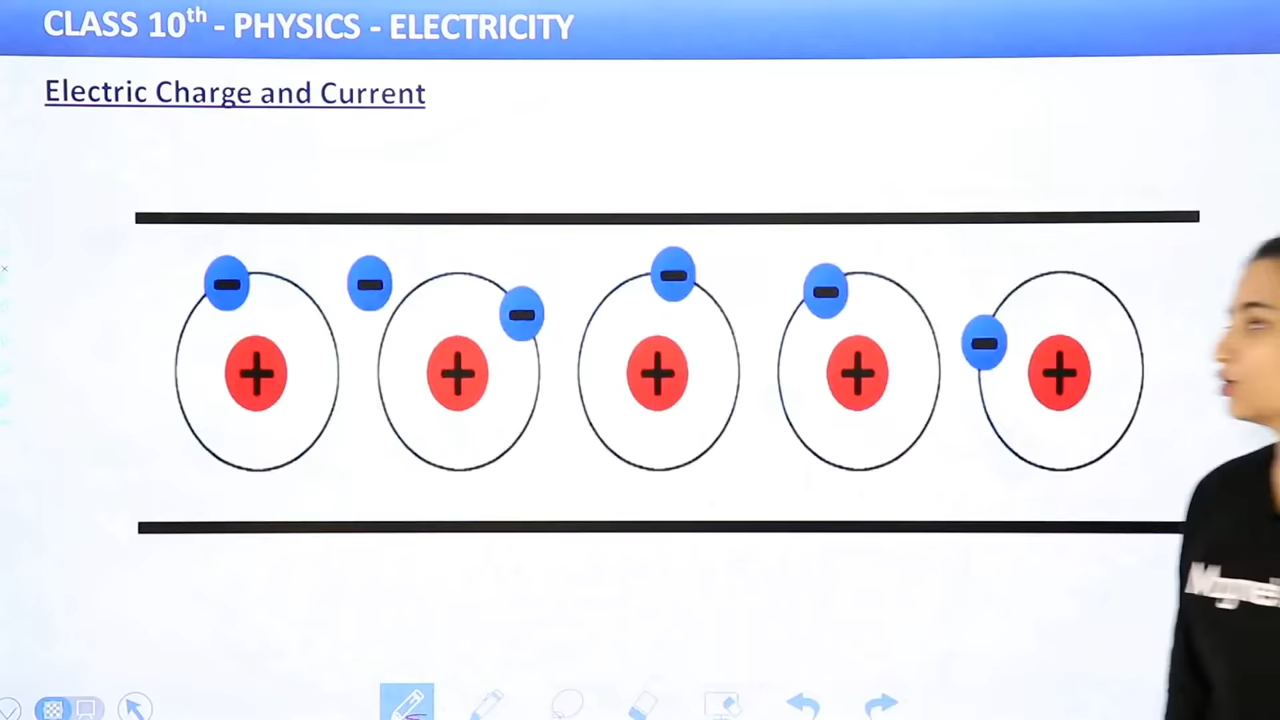 CLASS 10th - PHYSICS - ELECTRICITY
Electric Charge and Current
- - - - - -
+ + + + +